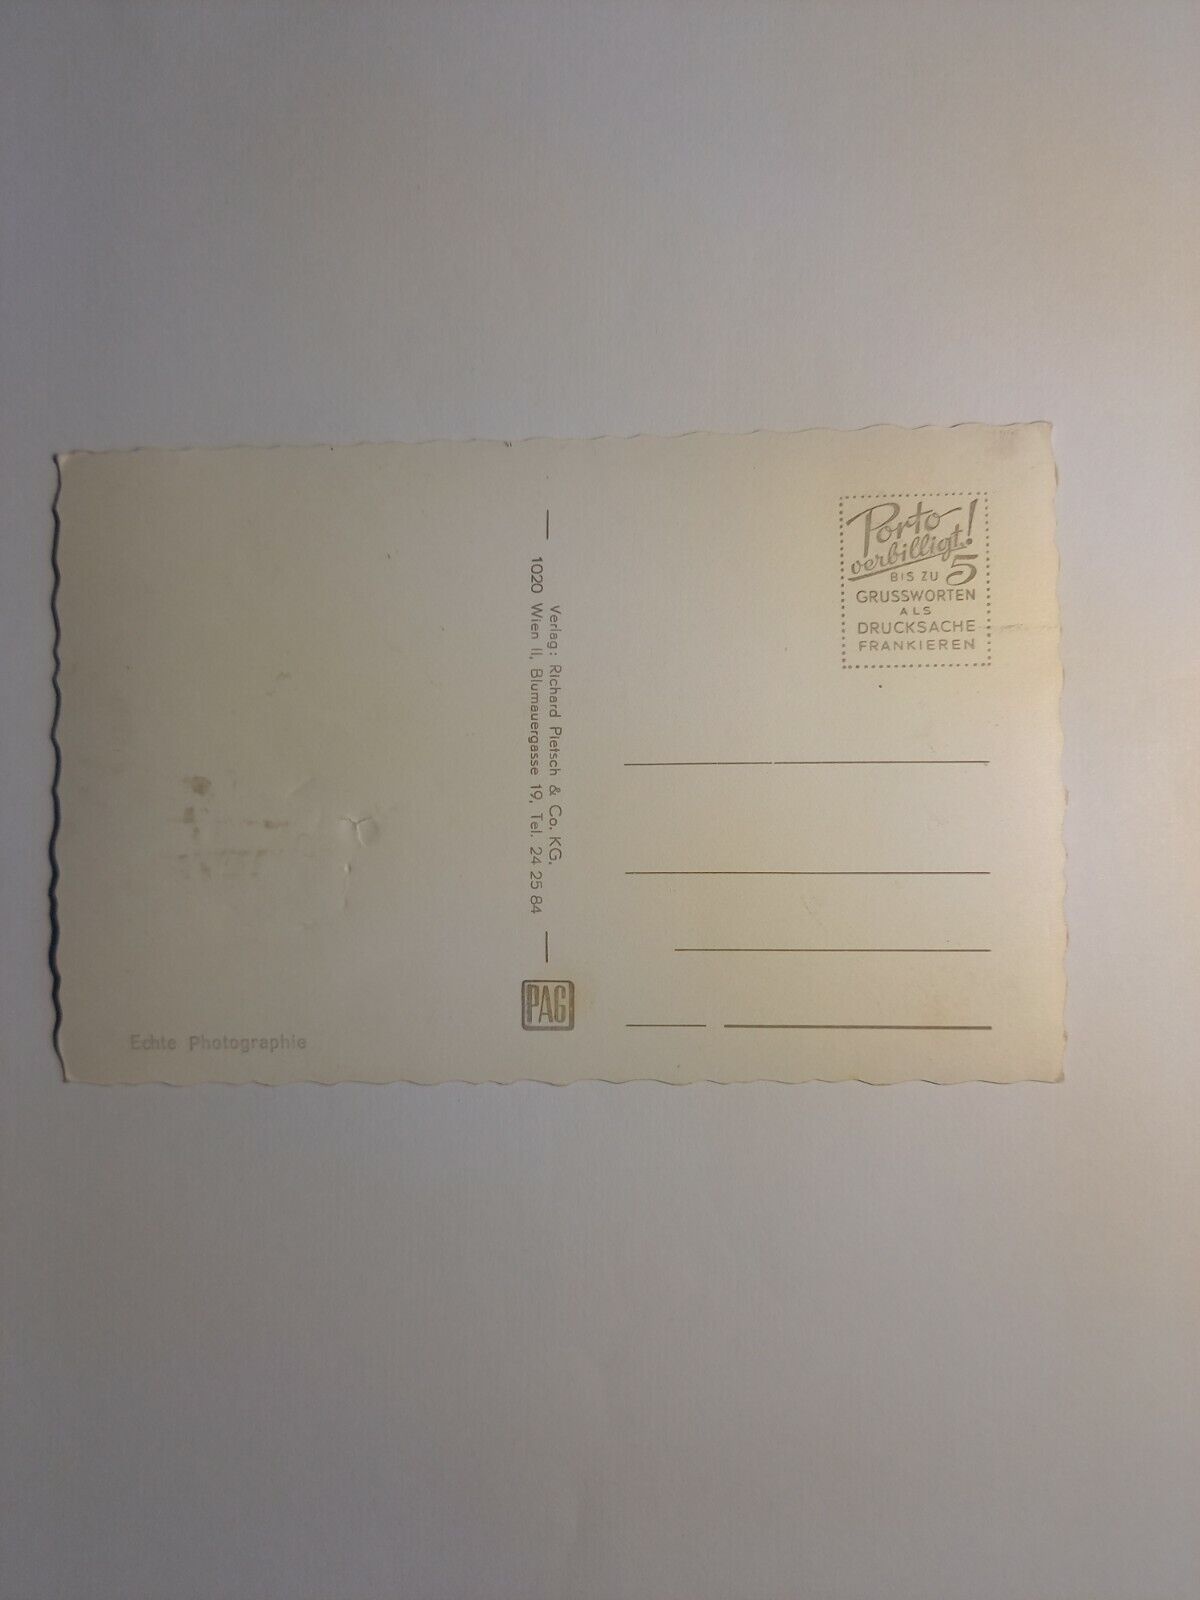 Porto
verbilligt!
BIS ZU 5
GRUSSWORTEN
ALS
DRUCKSACHE
FRANKIEREN
Verlag: Richard Pietsch & Co. KG.
1020 Wien II, Blumauergasse 19, Tel. 24 25 84
PAG
Echte Photographie